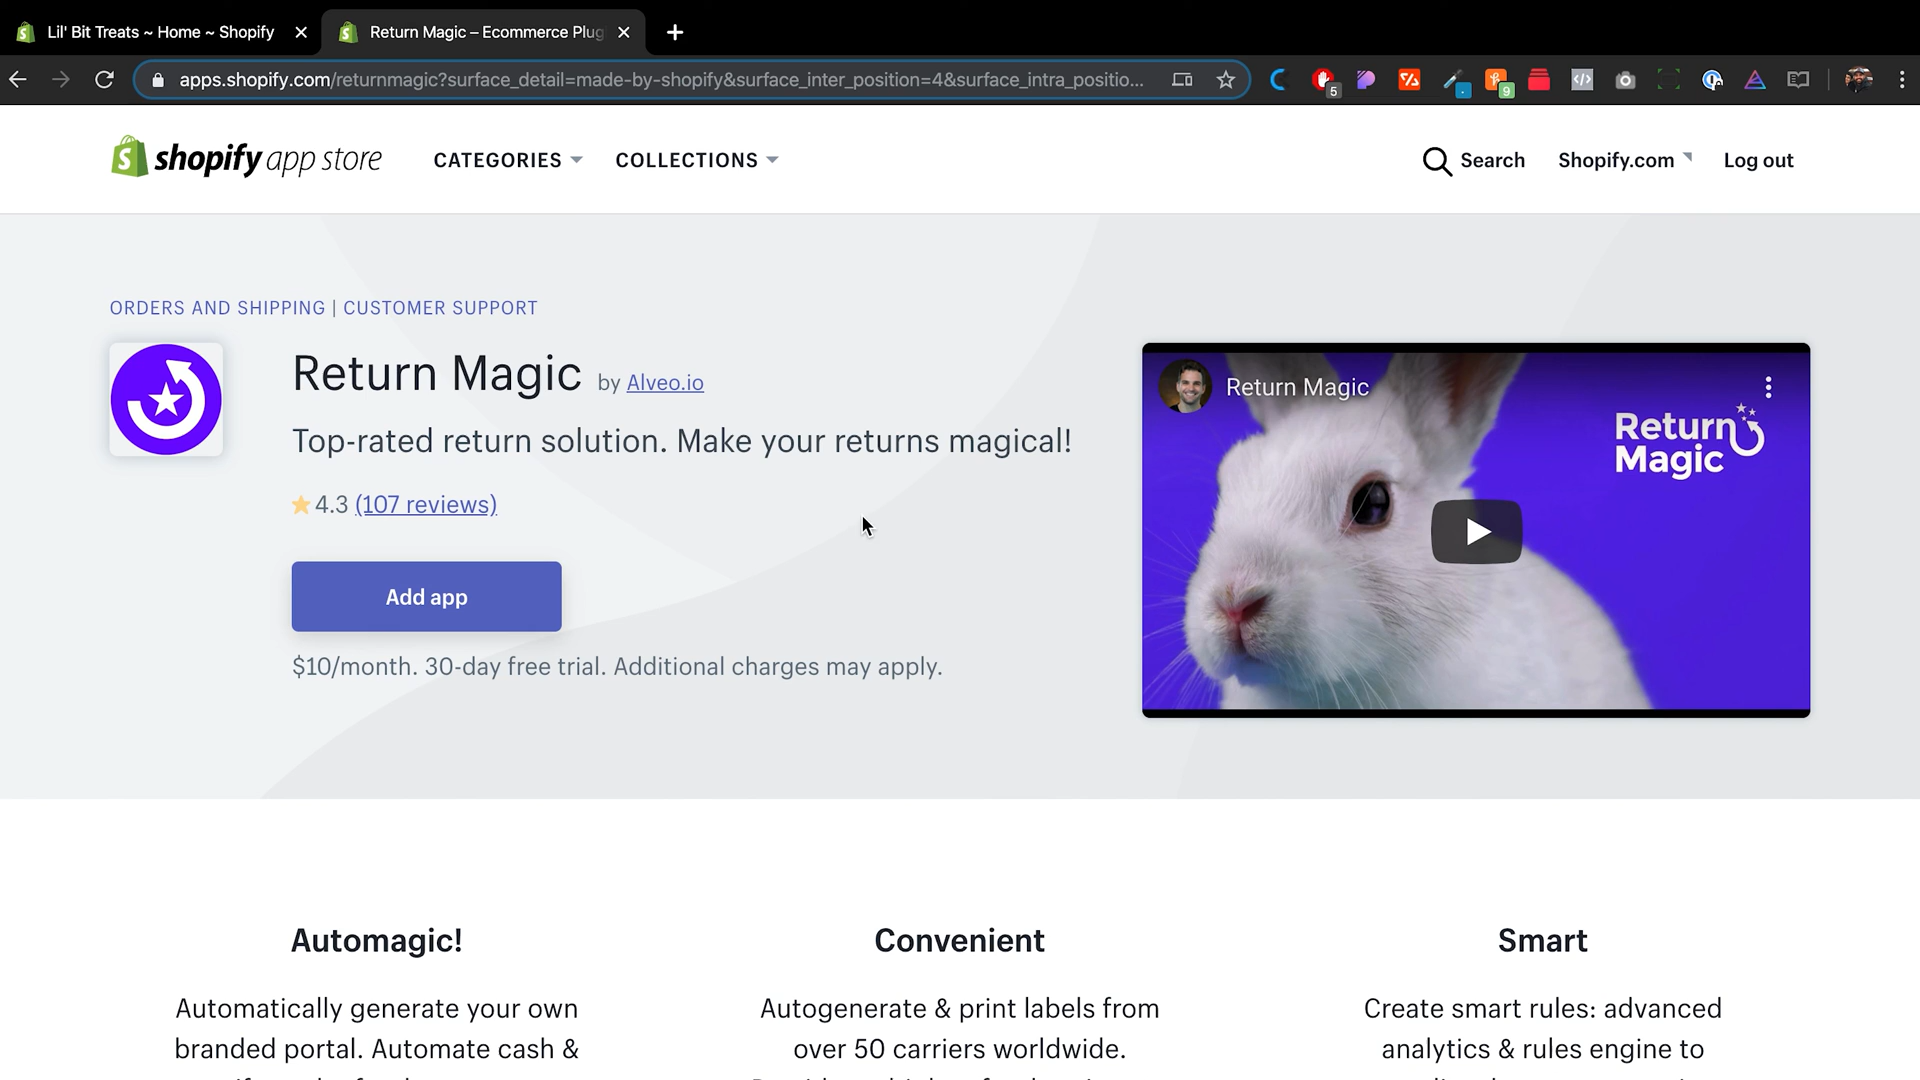 Lil' Bit Treats ~ Home ~ Shopify
Return Magic – Ecommerce Plug
apps.shopify.com/returnmagic?surface_detail=made-by-shopify&surface_inter_position=4&surface_intra_positio...
5
9
shopify app store
CATEGORIES
COLLECTIONS
Search
Shopify.com
Log out
ORDERS AND SHIPPING | CUSTOMER SUPPORT
Return Magic by Alveo.io
Top-rated return solution. Make your returns magical!
4.3 (107 reviews)
Add app
$10/month. 30-day free trial. Additional charges may apply.
Return Magic
Return
Magic
Automagic!
Automatically generate your own
branded portal. Automate cash &
Convenient
Autogenerate & print labels from
over 50 carriers worldwide.
Smart
Create smart rules: advanced
analytics & rules engine to